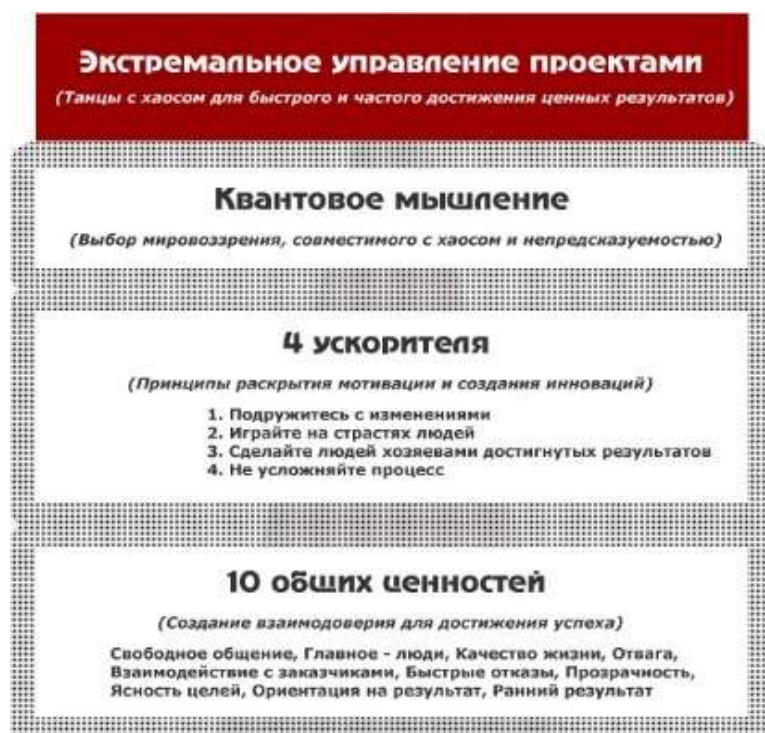 Экстремальное управление проектами
(Танцы с хаосом для быстрого и частого достижения ценных результатов)
Квантовое мышление
(Выбор мировоззрения, совместимого с хаосом и непредсказуемостью)
4 ускорителя
(Принципы раскрытия мотивации и создания инноваций)
1. Подружитесь с изменениями
2. Играйте на страстях людей
3. Сделайте людей хозяевами достигнутых результатов
4. Не усложняйте процесс
10 общих ценностей
(Создание взаимодоверия для достижения успеха)
Свободное общение, Главное - люди, Качество жизни, Отвага,
Взаимодействие с заказчиками, Быстрые отказы, Прозрачность,
Ясность целей, Ориентация на результат, Ранний результат